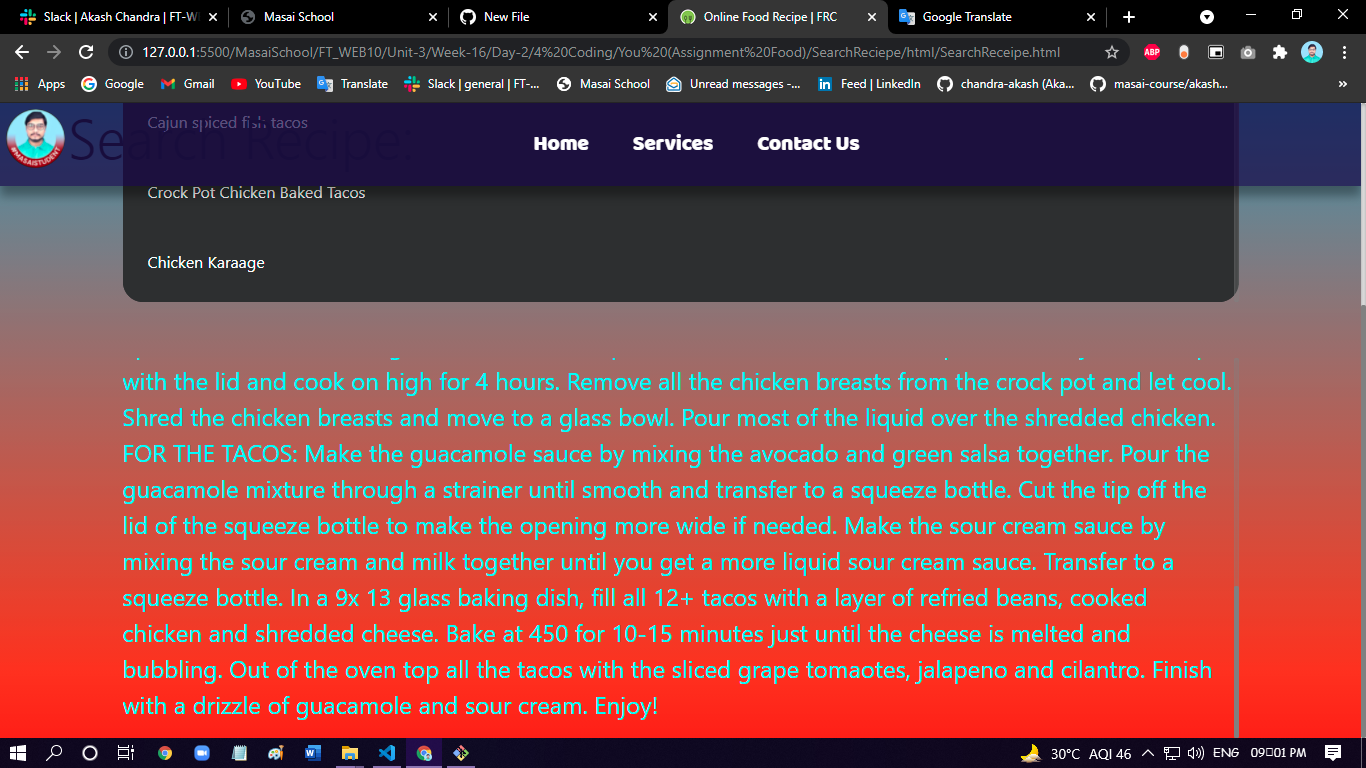 Slack | Akash Chandra | FT-W
Masai School
New File
Online Food Recipe | FRC
Google Translate
127.0.0.1:5500/MasaiSchool/FT_WEB10/Unit-3/Week-16/Day-2/4%20Coding/You%20(Assignment%20Food)/SearchReciepe/html/SearchReceipe.html
ABP
Apps
Google
Gmail
YouTube
Translate
Slack | general | FT-...
Masai School
Unread messages -...
Feed | LinkedIn
chandra-akash (Aka...
masai-course/akash...
#MASAISTUDENT
Search Recipe:
Cajun spiced fish tacos
Home
Services
Contact Us
Crock Pot Chicken Baked Tacos
Chicken Karaage
with the lid and cook on high for 4 hours. Remove all the chicken breasts from the crock pot and let cool.
Shred the chicken breasts and move to a glass bowl. Pour most of the liquid over the shredded chicken.
FOR THE TACOS: Make the guacamole sauce by mixing the avocado and green salsa together. Pour the
guacamole mixture through a strainer until smooth and transfer to a squeeze bottle. Cut the tip off the
lid of the squeeze bottle to make the opening more wide if needed. Make the sour cream sauce by
mixing the sour cream and milk together until you get a more liquid sour cream sauce. Transfer to a
squeeze bottle. In a 9x 13 glass baking dish, fill all 12+ tacos with a layer of refried beans, cooked
chicken and shredded cheese. Bake at 450 for 10-15 minutes just until the cheese is melted and
bubbling. Out of the oven top all the tacos with the sliced grape tomaotes, jalapeno and cilantro. Finish
with a drizzle of guacamole and sour cream. Enjoy!
30°C AQI 46
ENG
09▯01 PM